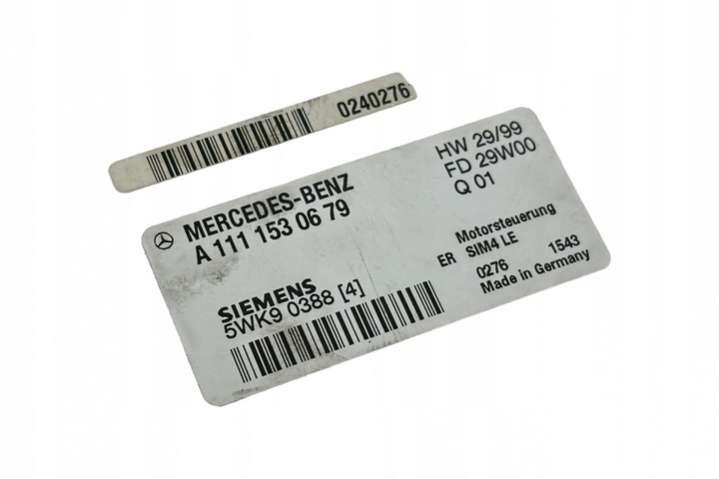 0240276
MERCEDES-BENZ
A 111 153 06 79
HW 29/99
FD 29W00
Q 01
SIEMENS
5WK9 0388 [4]
Motorsteuerung
ER SIM4 LE
0276 1543
Made in Germany